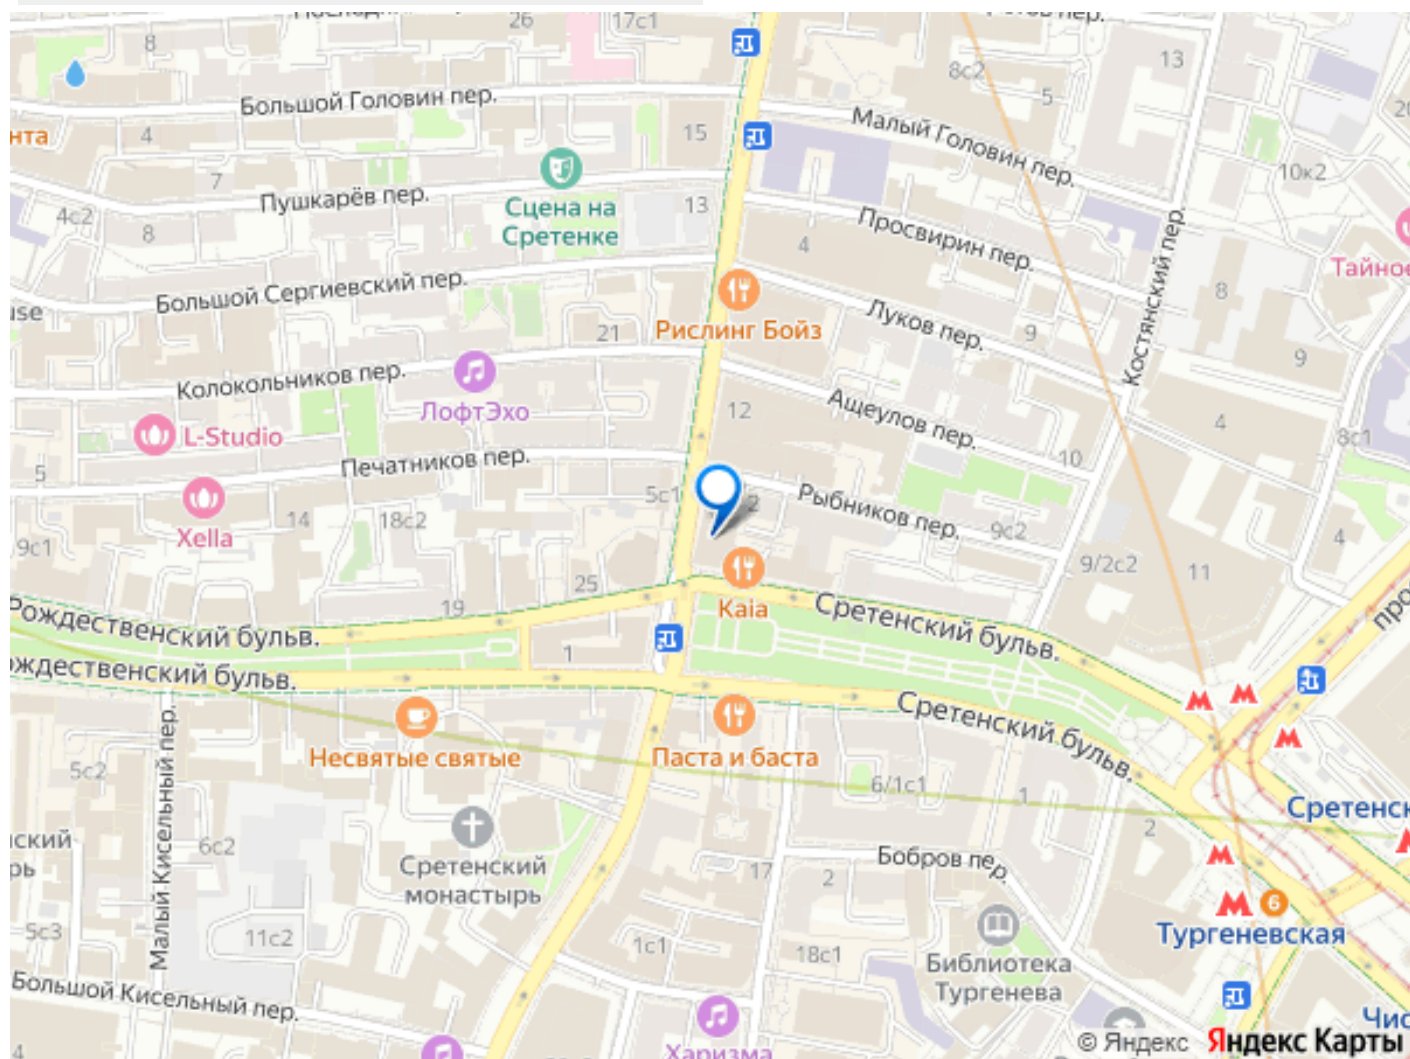 26
17с1
8
8с2
13
5
Большой Головин пер.
4
15
Малый Головин пер.
10к2
7
Пушкарёв пер.
4с2
8
Сцена на
Сретенке
13
4
Просвирин пер.
Костянский пер.
Большой Сергиевский пер.
8
Рислинг Бойз
Луков пер.
9
9
21
Колокольников пер.
ЛофтЭхо
12
Ащеулов пер.
4
8с1
L-Studio
5
Печатников пер.
10
5с1
2
Рыбников пер.
9с2
Xella
14
18с2
9с1
4
25
19
Kaia
9/2с2
11
Рождественский бульв.
Сретенский бульв.
1
Рождественский бульв.
Сретенский бульв.
Несвятые святые
Паста и баста
Малый Кисельный пер.
5с2
6/1с1
1
2
6с2
Сретенский
монастырь
17
2
Бобров пер.
6
Тургеневская
5с3
11с2
1с1
18с1
Библиотека
Тургенева
Большой Кисельный пер.
4
Харизма
© Яндекс Яндекс Карты